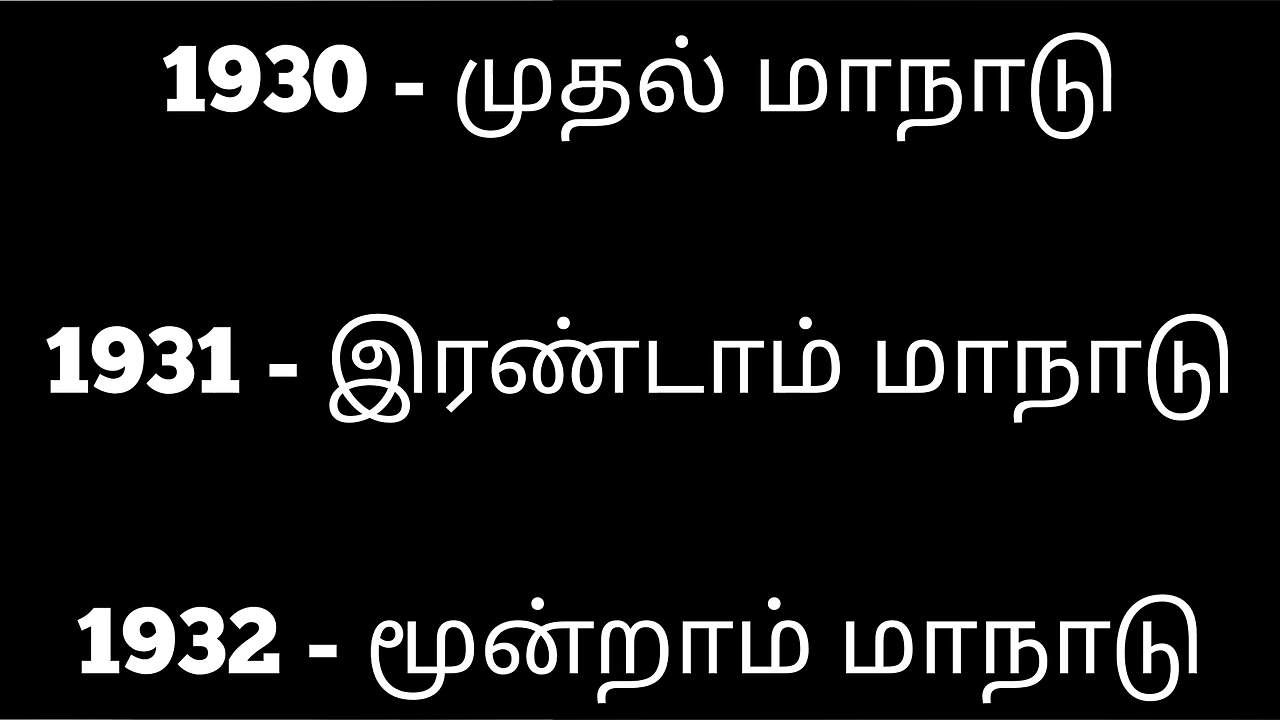 1930 - முதல் மாநாடு
1931 - இரண்டாம் மாநாடு
1932 - மூன்றாம் மாநாடு